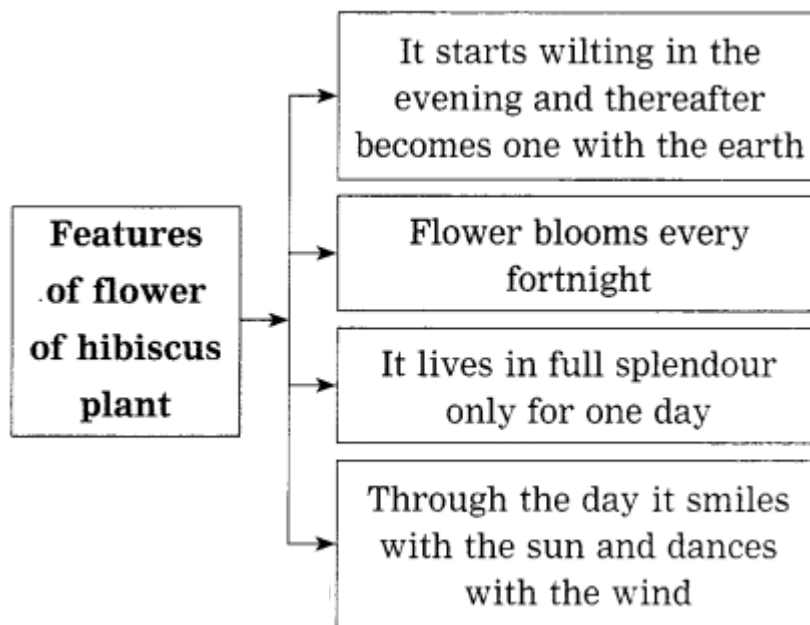 Features
of flower
of hibiscus
plant
It starts wilting in the
evening and thereafter
becomes one with the earth
Flower blooms every
fortnight
It lives in full splendour
only for one day
Through the day it smiles
with the sun and dances
with the wind